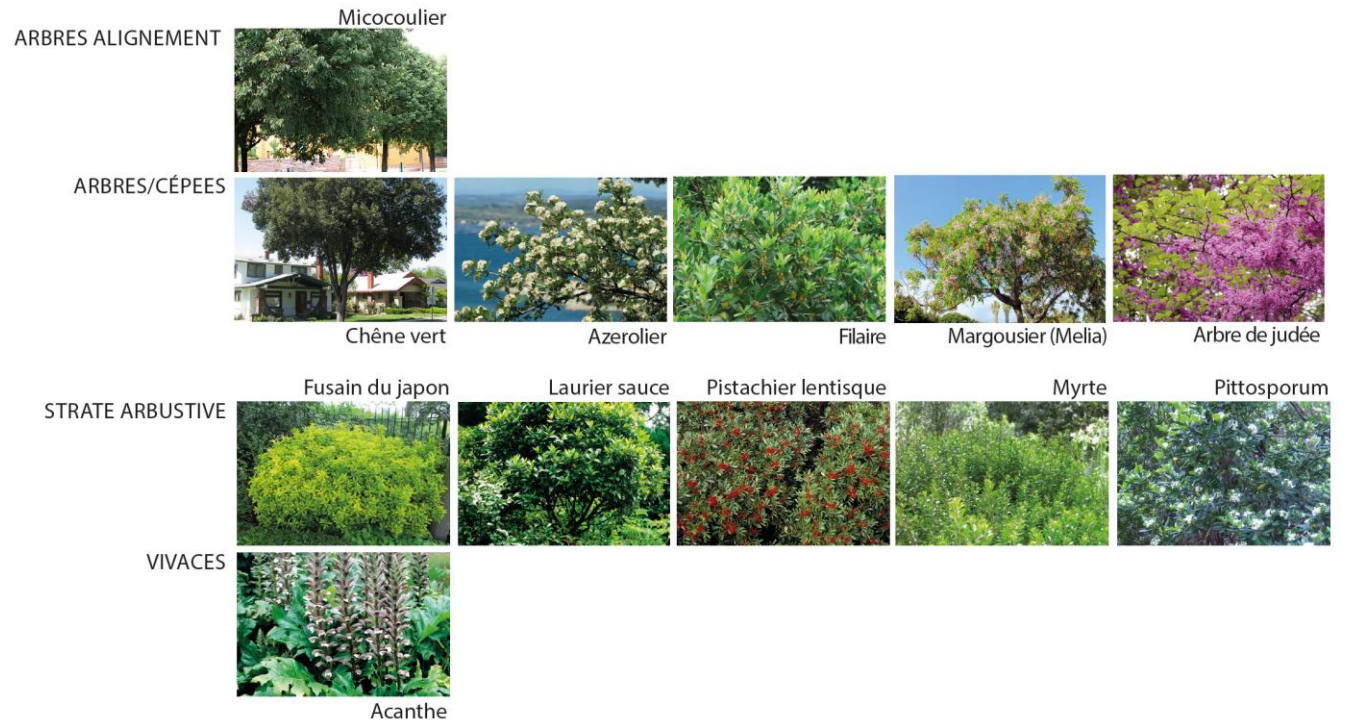 Micocoulier
ARBRES ALIGNEMENT
ARBRES/CÉPEES
Chêne vert
Azerolier
Filaire
Margousier (Melia)
Arbre de judée
Fusain du japon
Laurier sauce
Pistachier lentisque
Myrte
Pittosporum
STRATE ARBUSTIVE
VIVACES
Acanthe